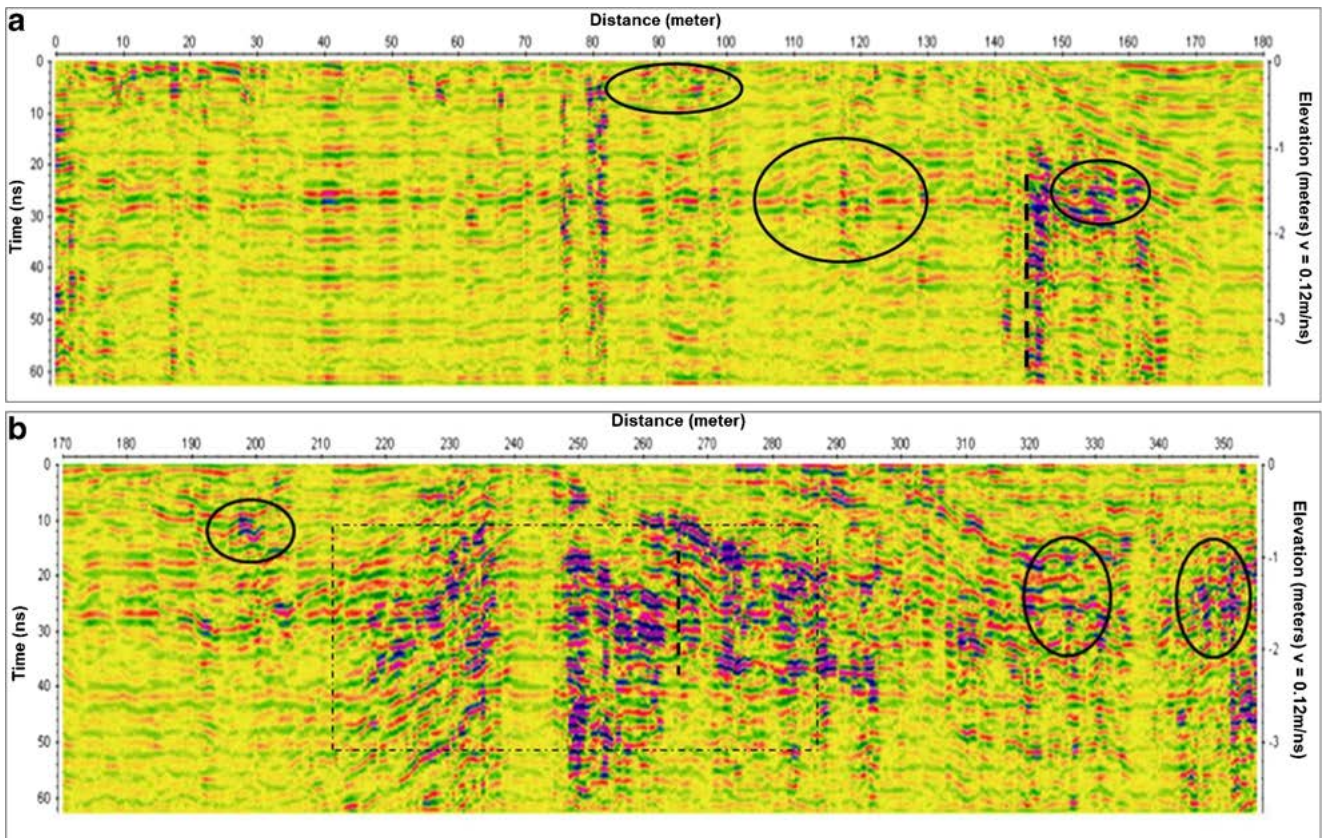 a
Distance (meter)
0 10 20 30 40 50 60 70 80 90 100 110 120 130 140 150 160 170 180
Time (ns)
0
10
20
30
40
50
60
0
-1
-2
-3
Elevation (meters) v = 0.12m/ns)
b
Distance (meter)
170 180 190 200 210 220 230 240 250 260 270 280 290 300 310 320 330 340 350
Time (ns)
0
10
20
30
40
50
60
0
-1
-2
-3
Elevation (meters) v = 0.12m/ns)